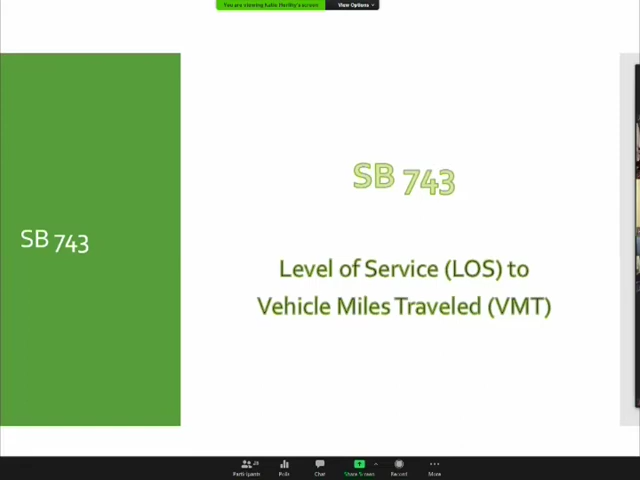 You are viewing
screen
View Options
SB 743
SB 743
Level of Service (LOS) to
Vehicle Miles Traveled (VMT)
Participants
Polls
Chat
Share Screen
Record
More